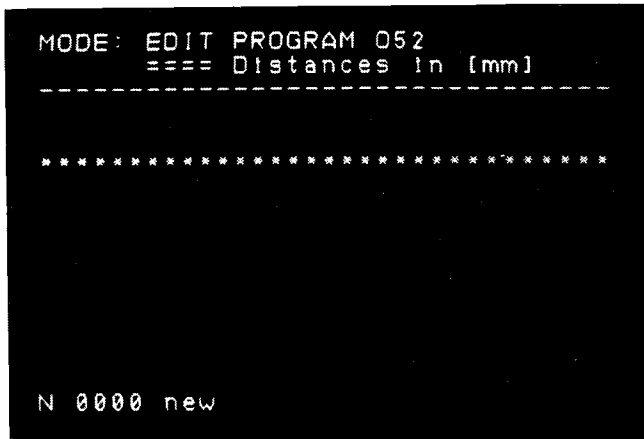 MODE: EDIT PROGRAM 052
==== Distances in [mm]
--------------------------------
********************************
N 0000 new